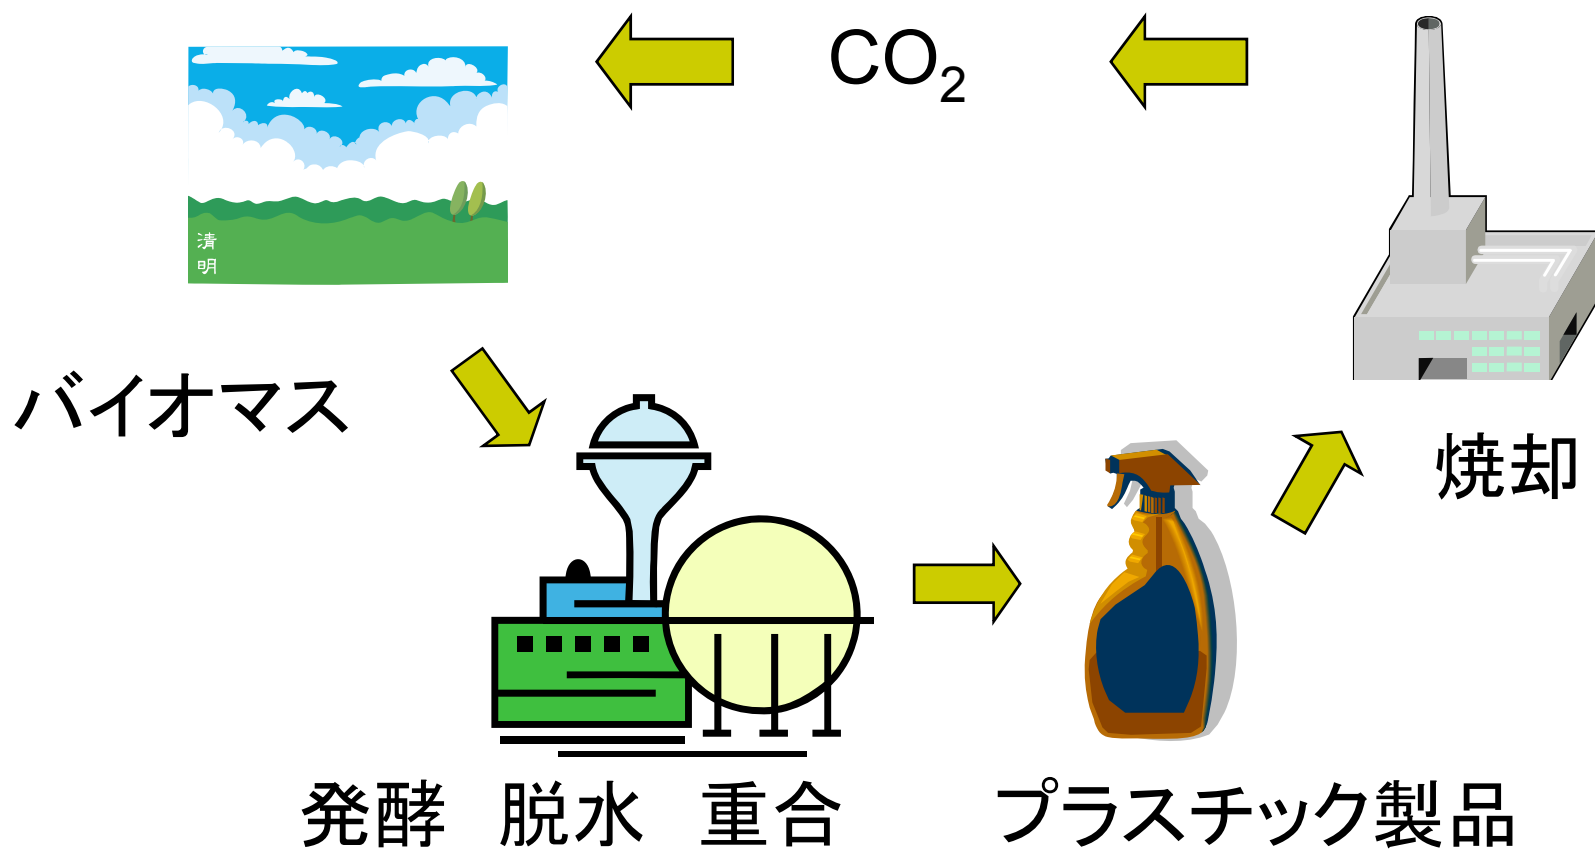 CO₂
清
明
バイオマス
焼却
発酵 脱水 重合
プラスチック製品